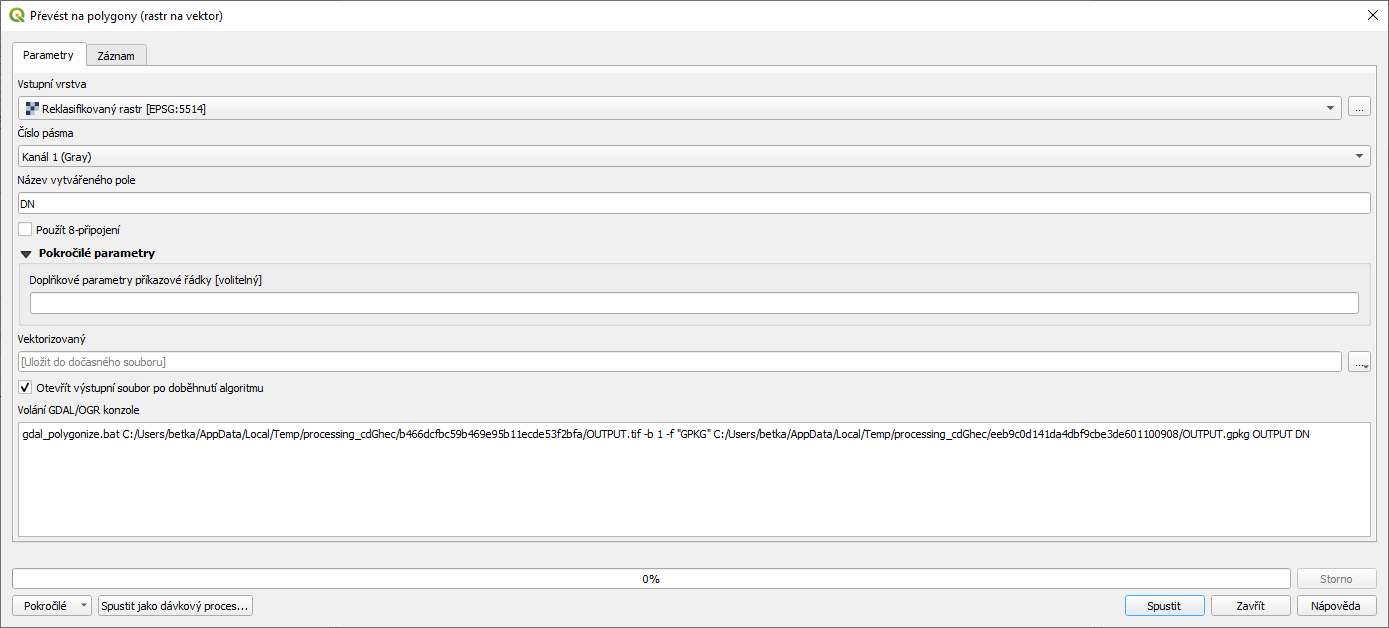 Převést na polygony (rastr na vektor)
Parametry
Záznam
Vstupní vrstva
Reklasifikovaný rastr [EPSG:5514]
...
Číslo pásma
Kanál 1 (Gray)
Název vytvářeného pole
DN
Použít 8-připojení
Pokročilé parametry
Doplňkové parametry příkazové řádky [volitelný]
Vektorizovaný
[Uložit do dočasného souboru]
...
Otevřít výstupní soubor po doběhnutí algoritmu
Volání GDAL/OGR konzole
gdal_polygonize.bat C:/Users/betka/AppData/Local/Temp/processing_cdGhec/b466dcfbc59b469e95b11ecde53f2bfa/OUTPUT.tif -b 1 -f "GPKG" C:/Users/betka/AppData/Local/Temp/processing_cdGhec/eeb9c0d141da4dbf9cbe3de601100908/OUTPUT.gpkg OUTPUT DN
0%
Storno
Pokročilé
Spustit jako dávkový proces...
Spustit
Zavřít
Nápověda